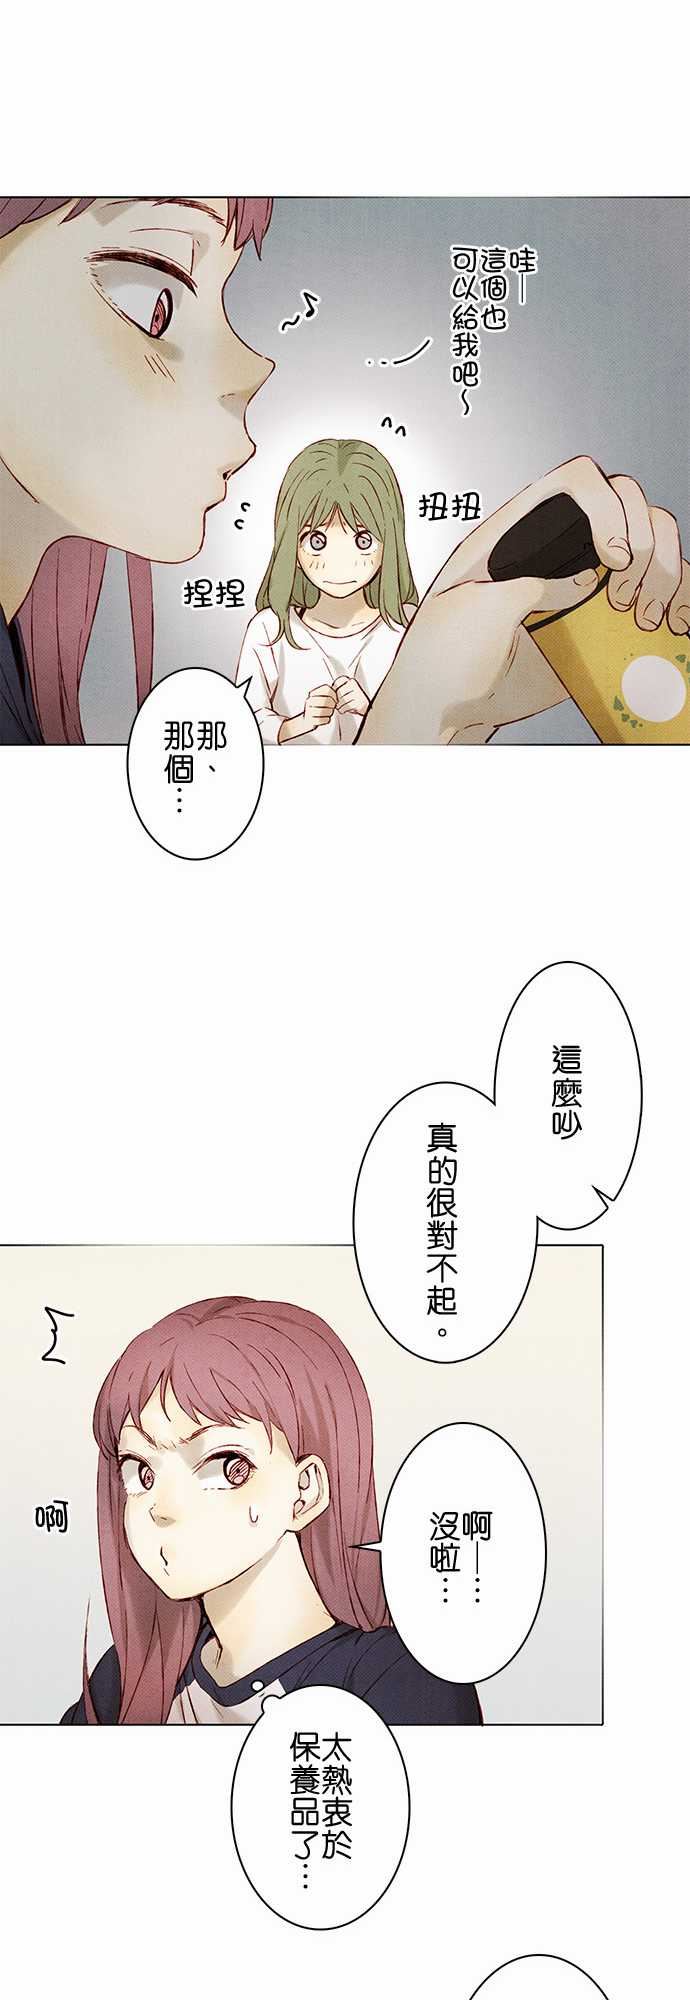 哇─
這個也
可以給我吧~
扭扭
捏捏
那、
那個…
這麼吵
真的很對不起。
啊
啊─…
沒啦…
太熱衷於
保養品了…